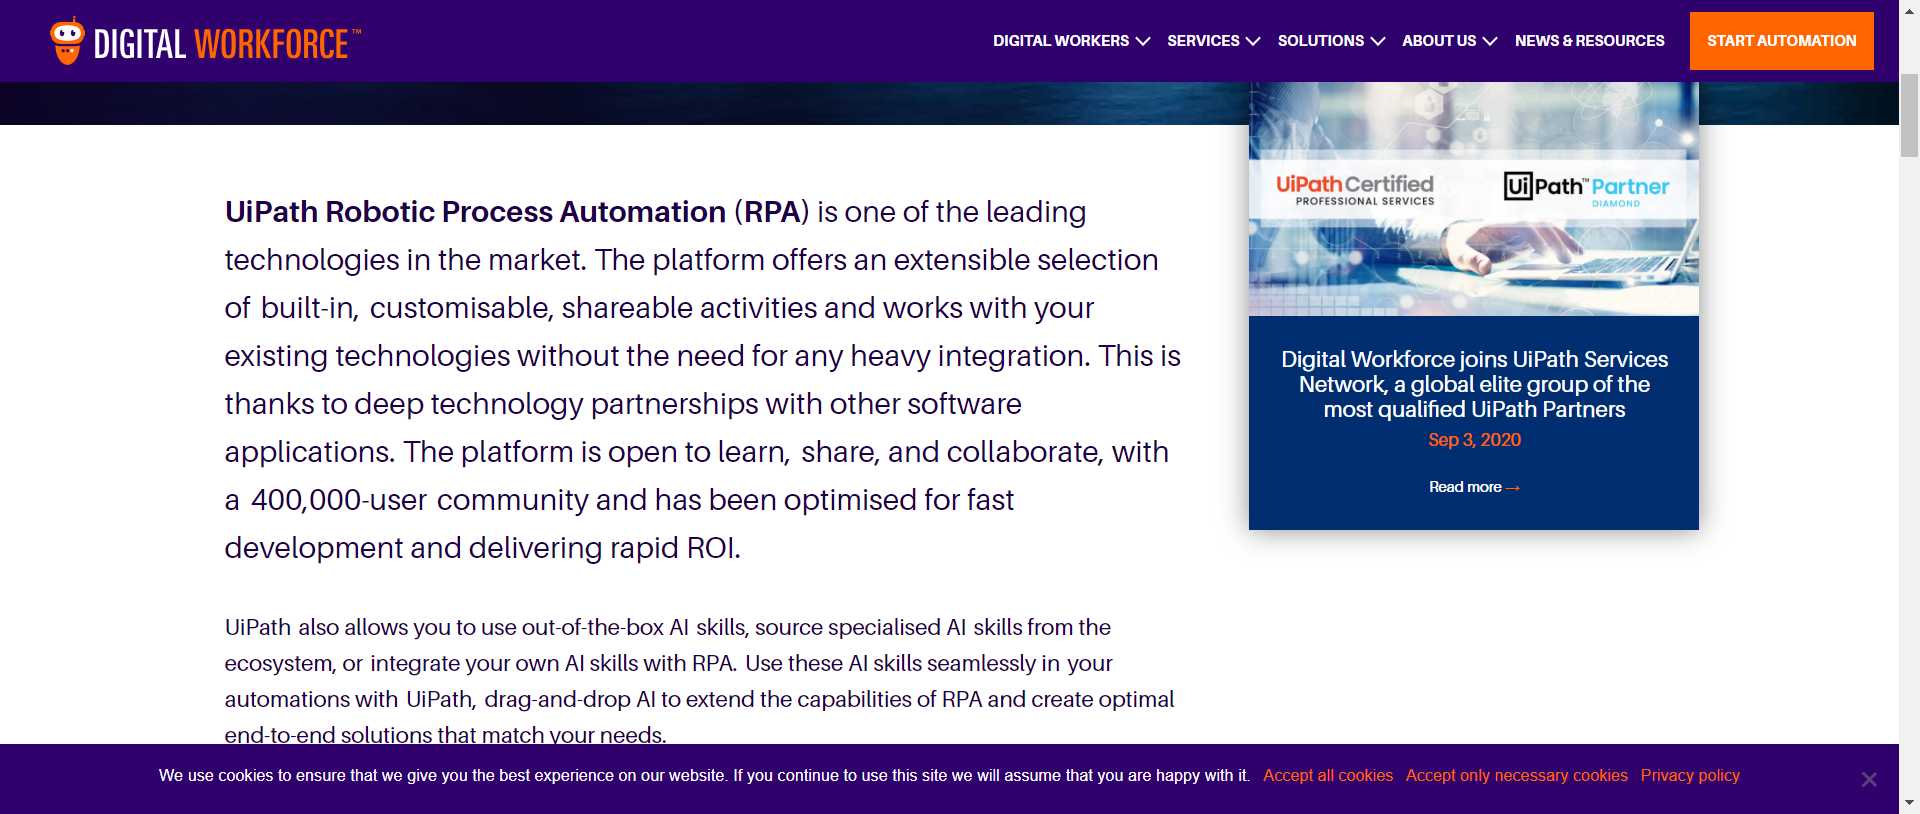 DIGITAL WORKFORCE™
DIGITAL WORKERS SERVICES SOLUTIONS ABOUT US NEWS & RESOURCES START AUTOMATION
UiPath Robotic Process Automation (RPA) is one of the leading
technologies in the market. The platform offers an extensible selection
of built-in, customisable, shareable activities and works with your
existing technologies without the need for any heavy integration. This is
thanks to deep technology partnerships with other software
applications. The platform is open to learn, share, and collaborate, with
a 400,000-user community and has been optimised for fast
development and delivering rapid ROI.
UiPath also allows you to use out-of-the-box AI skills, source specialised AI skills from the
ecosystem, or integrate your own AI skills with RPA. Use these AI skills seamlessly in your
automations with UiPath, drag-and-drop AI to extend the capabilities of RPA and create optimal
end-to-end solutions that match your needs.
UiPath Certified
PROFESSIONAL SERVICES
UiPath™ Partner
DIAMOND
Digital Workforce joins UiPath Services
Network, a global elite group of the
most qualified UiPath Partners
Sep 3, 2020
Read more →
We use cookies to ensure that we give you the best experience on our website. If you continue to use this site we will assume that you are happy with it. Accept all cookies Accept only necessary cookies Privacy policy